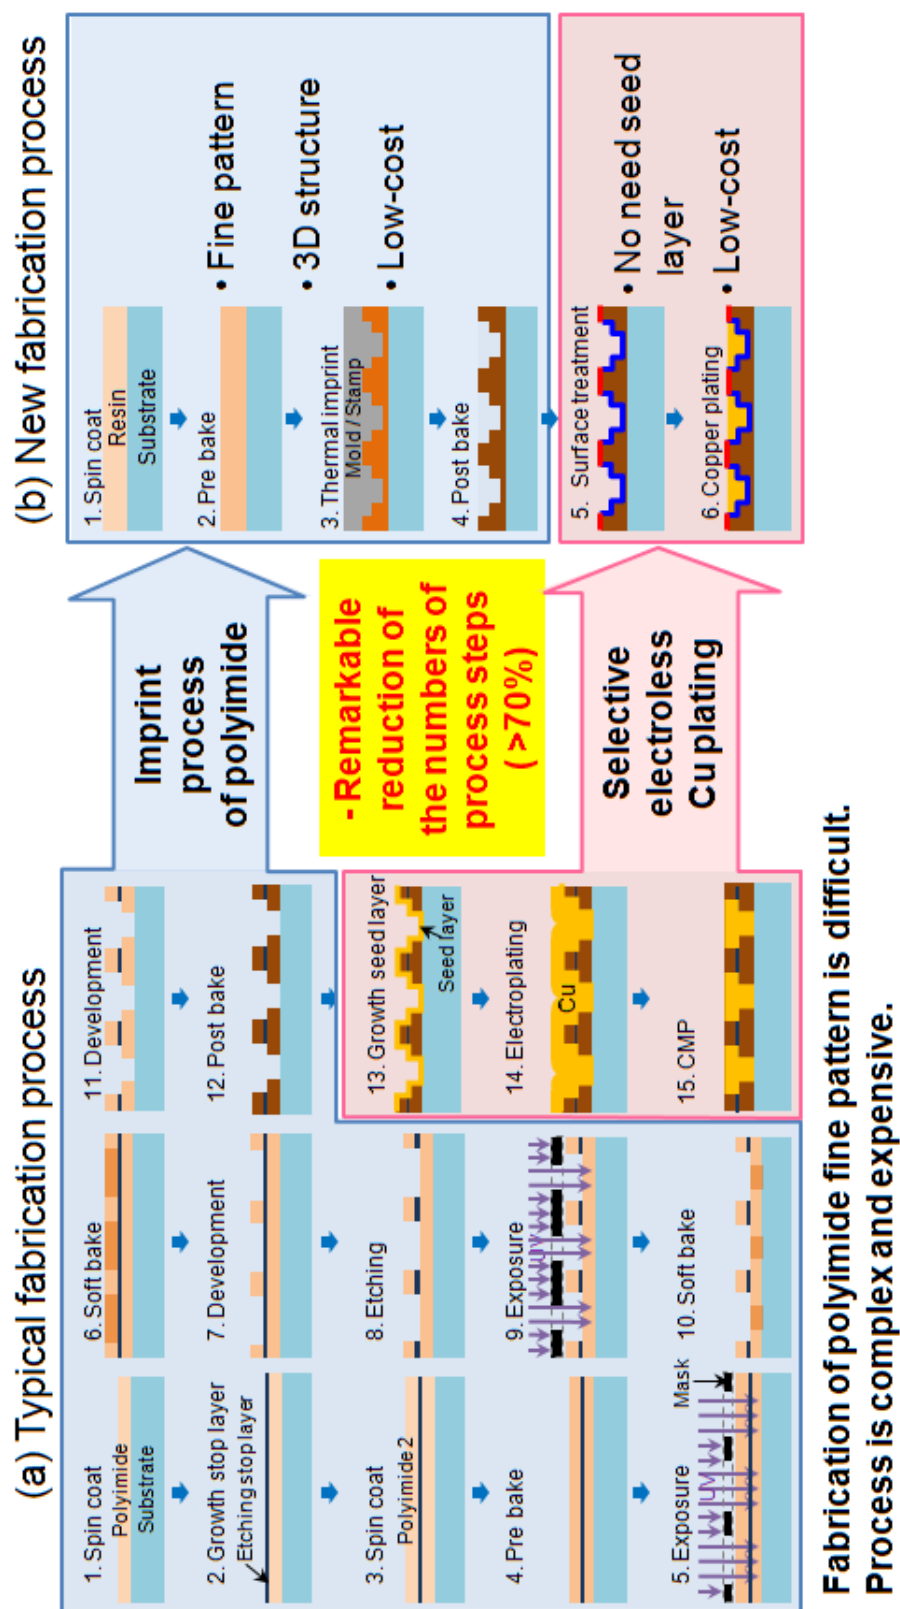 (a) Typical fabrication process
1. Spin coat
Polyimide
Substrate
2. Growth stop layer
Etching stop layer
3. Spin coat
Polyimide 2
4. Pre bake
5. Exposure
Mask
UV
6. Soft bake
7. Development
8. Etching
9. Exposure
UV
10. Soft bake
11. Development
12. Post bake
13. Growth seed layer
Seed layer
14. Electroplating
Cu
15. CMP
Fabrication of polyimide fine pattern is difficult.
Process is complex and expensive.
Imprint
process
of polyimide
- Remarkable
reduction of
the numbers of
process steps
( >70%)
Selective
electroless
Cu plating
(b) New fabrication process
1. Spin coat
Resin
Substrate
2. Pre bake
3. Thermal imprint
Mold / Stamp
4. Post bake
• Fine pattern
• 3D structure
• Low-cost
5. Surface treatment
6. Copper plating
• No need seed
layer
• Low-cost